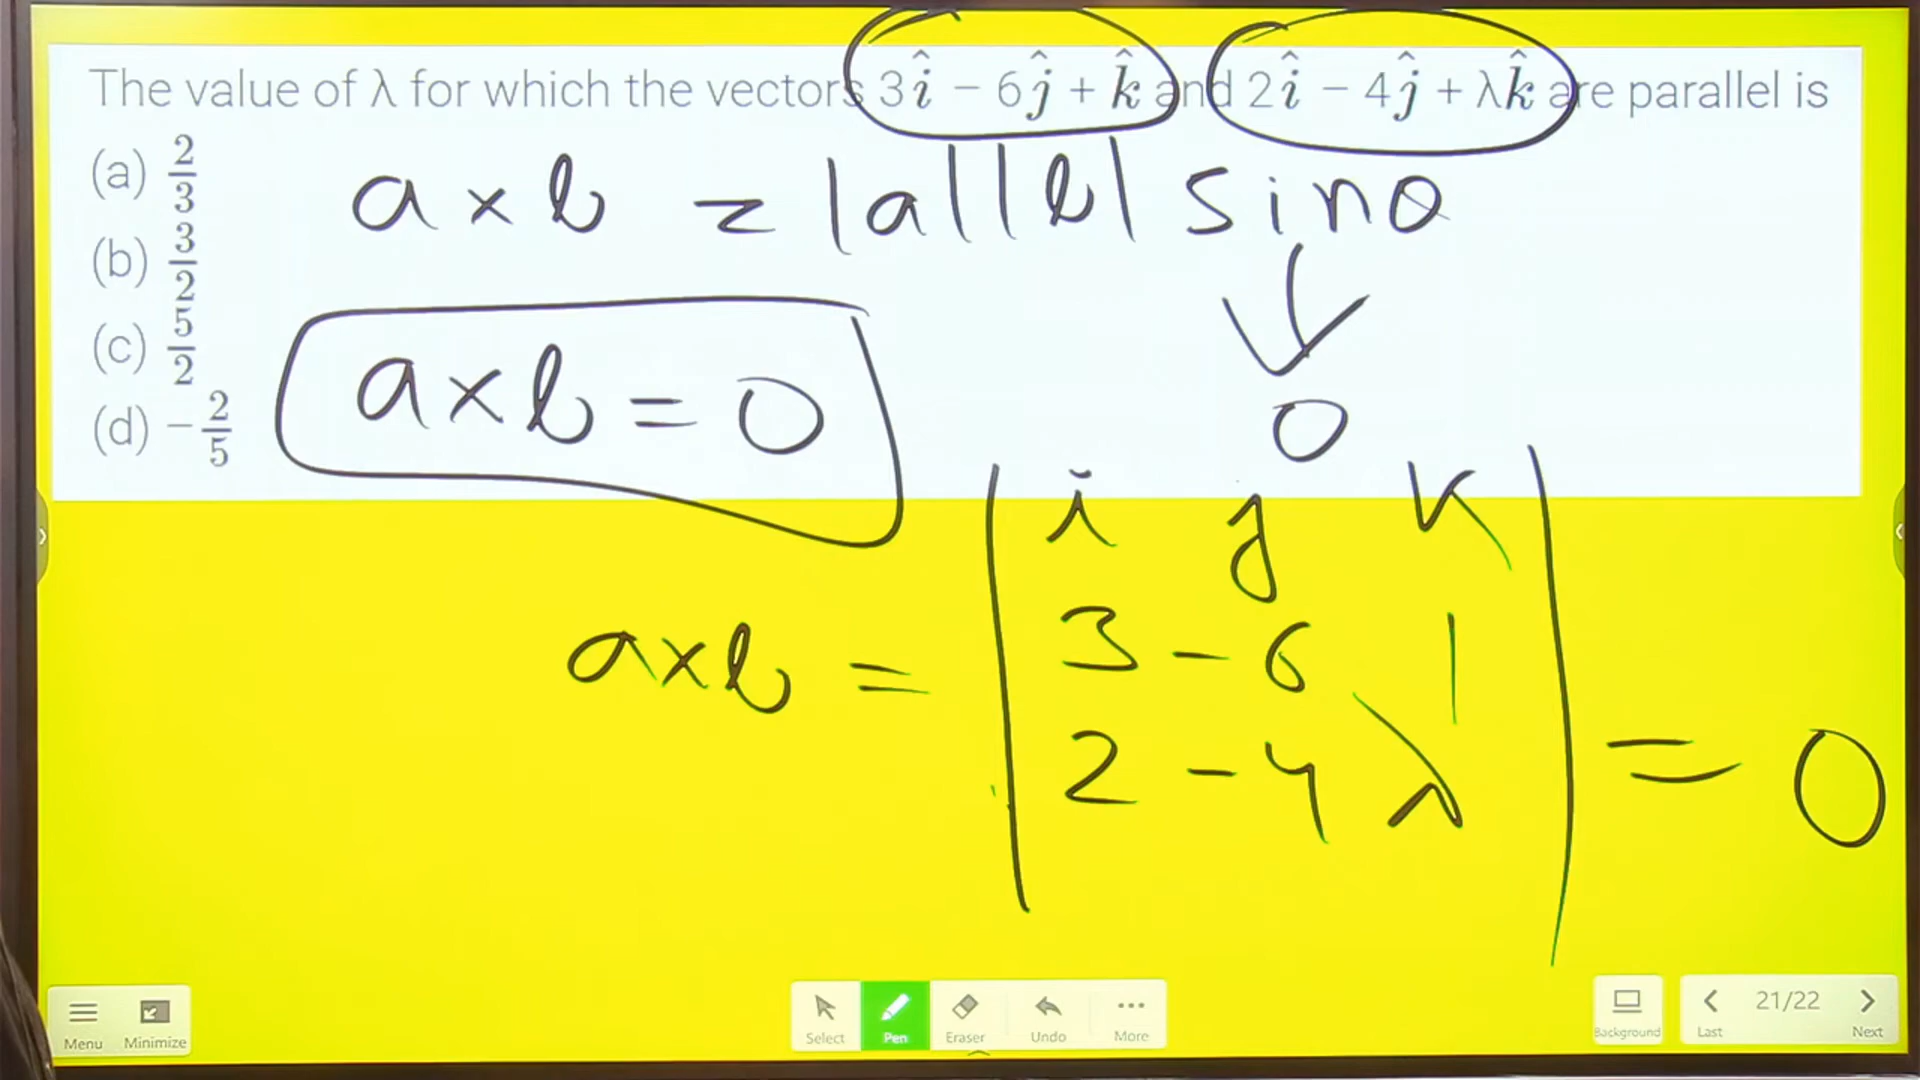 The value of λ for which the vectors 3î − 6ĵ + k̂ and 2î − 4ĵ + λk̂ are parallel is
(a) 2/3
(b) 3/2
(c) 5/2
(d) −2/5
a × b = |a||b| sinθ
0
a×b = 0
i j k
3 −6 1
a×b = = 0
2 −4 λ
Menu Minimize Select Pen Eraser Undo More Background Last 21/22 Next